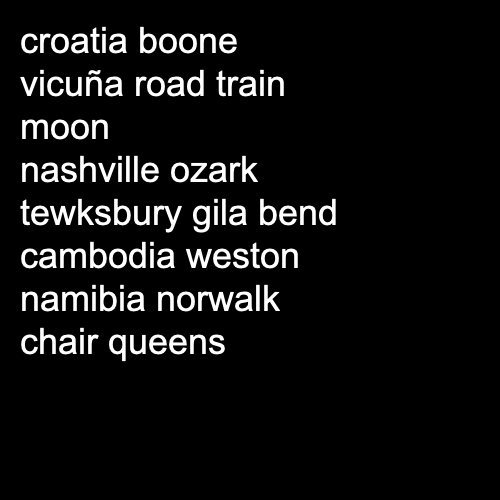 croatia boone
vicuña road train
moon
nashville ozark
tewksbury gila bend
cambodia weston
namibia norwalk
chair queens